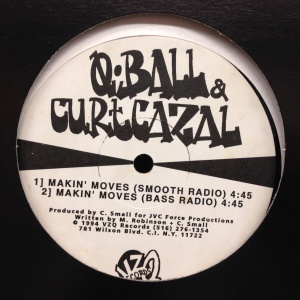 Q-BALL &
CURT CAZAL
1] MAKIN' MOVES (SMOOTH RADIO) 4:45
2] MAKIN' MOVES (BASS RADIO) 4:45
Produced by C. Small for JVC Force Productions
Written by M. Robinson + C. Small
© 1994 VZQ Records (516) 276-1354
781 Wilson Blvd. C.I. N.Y. 11722
VZQ
RECORDS